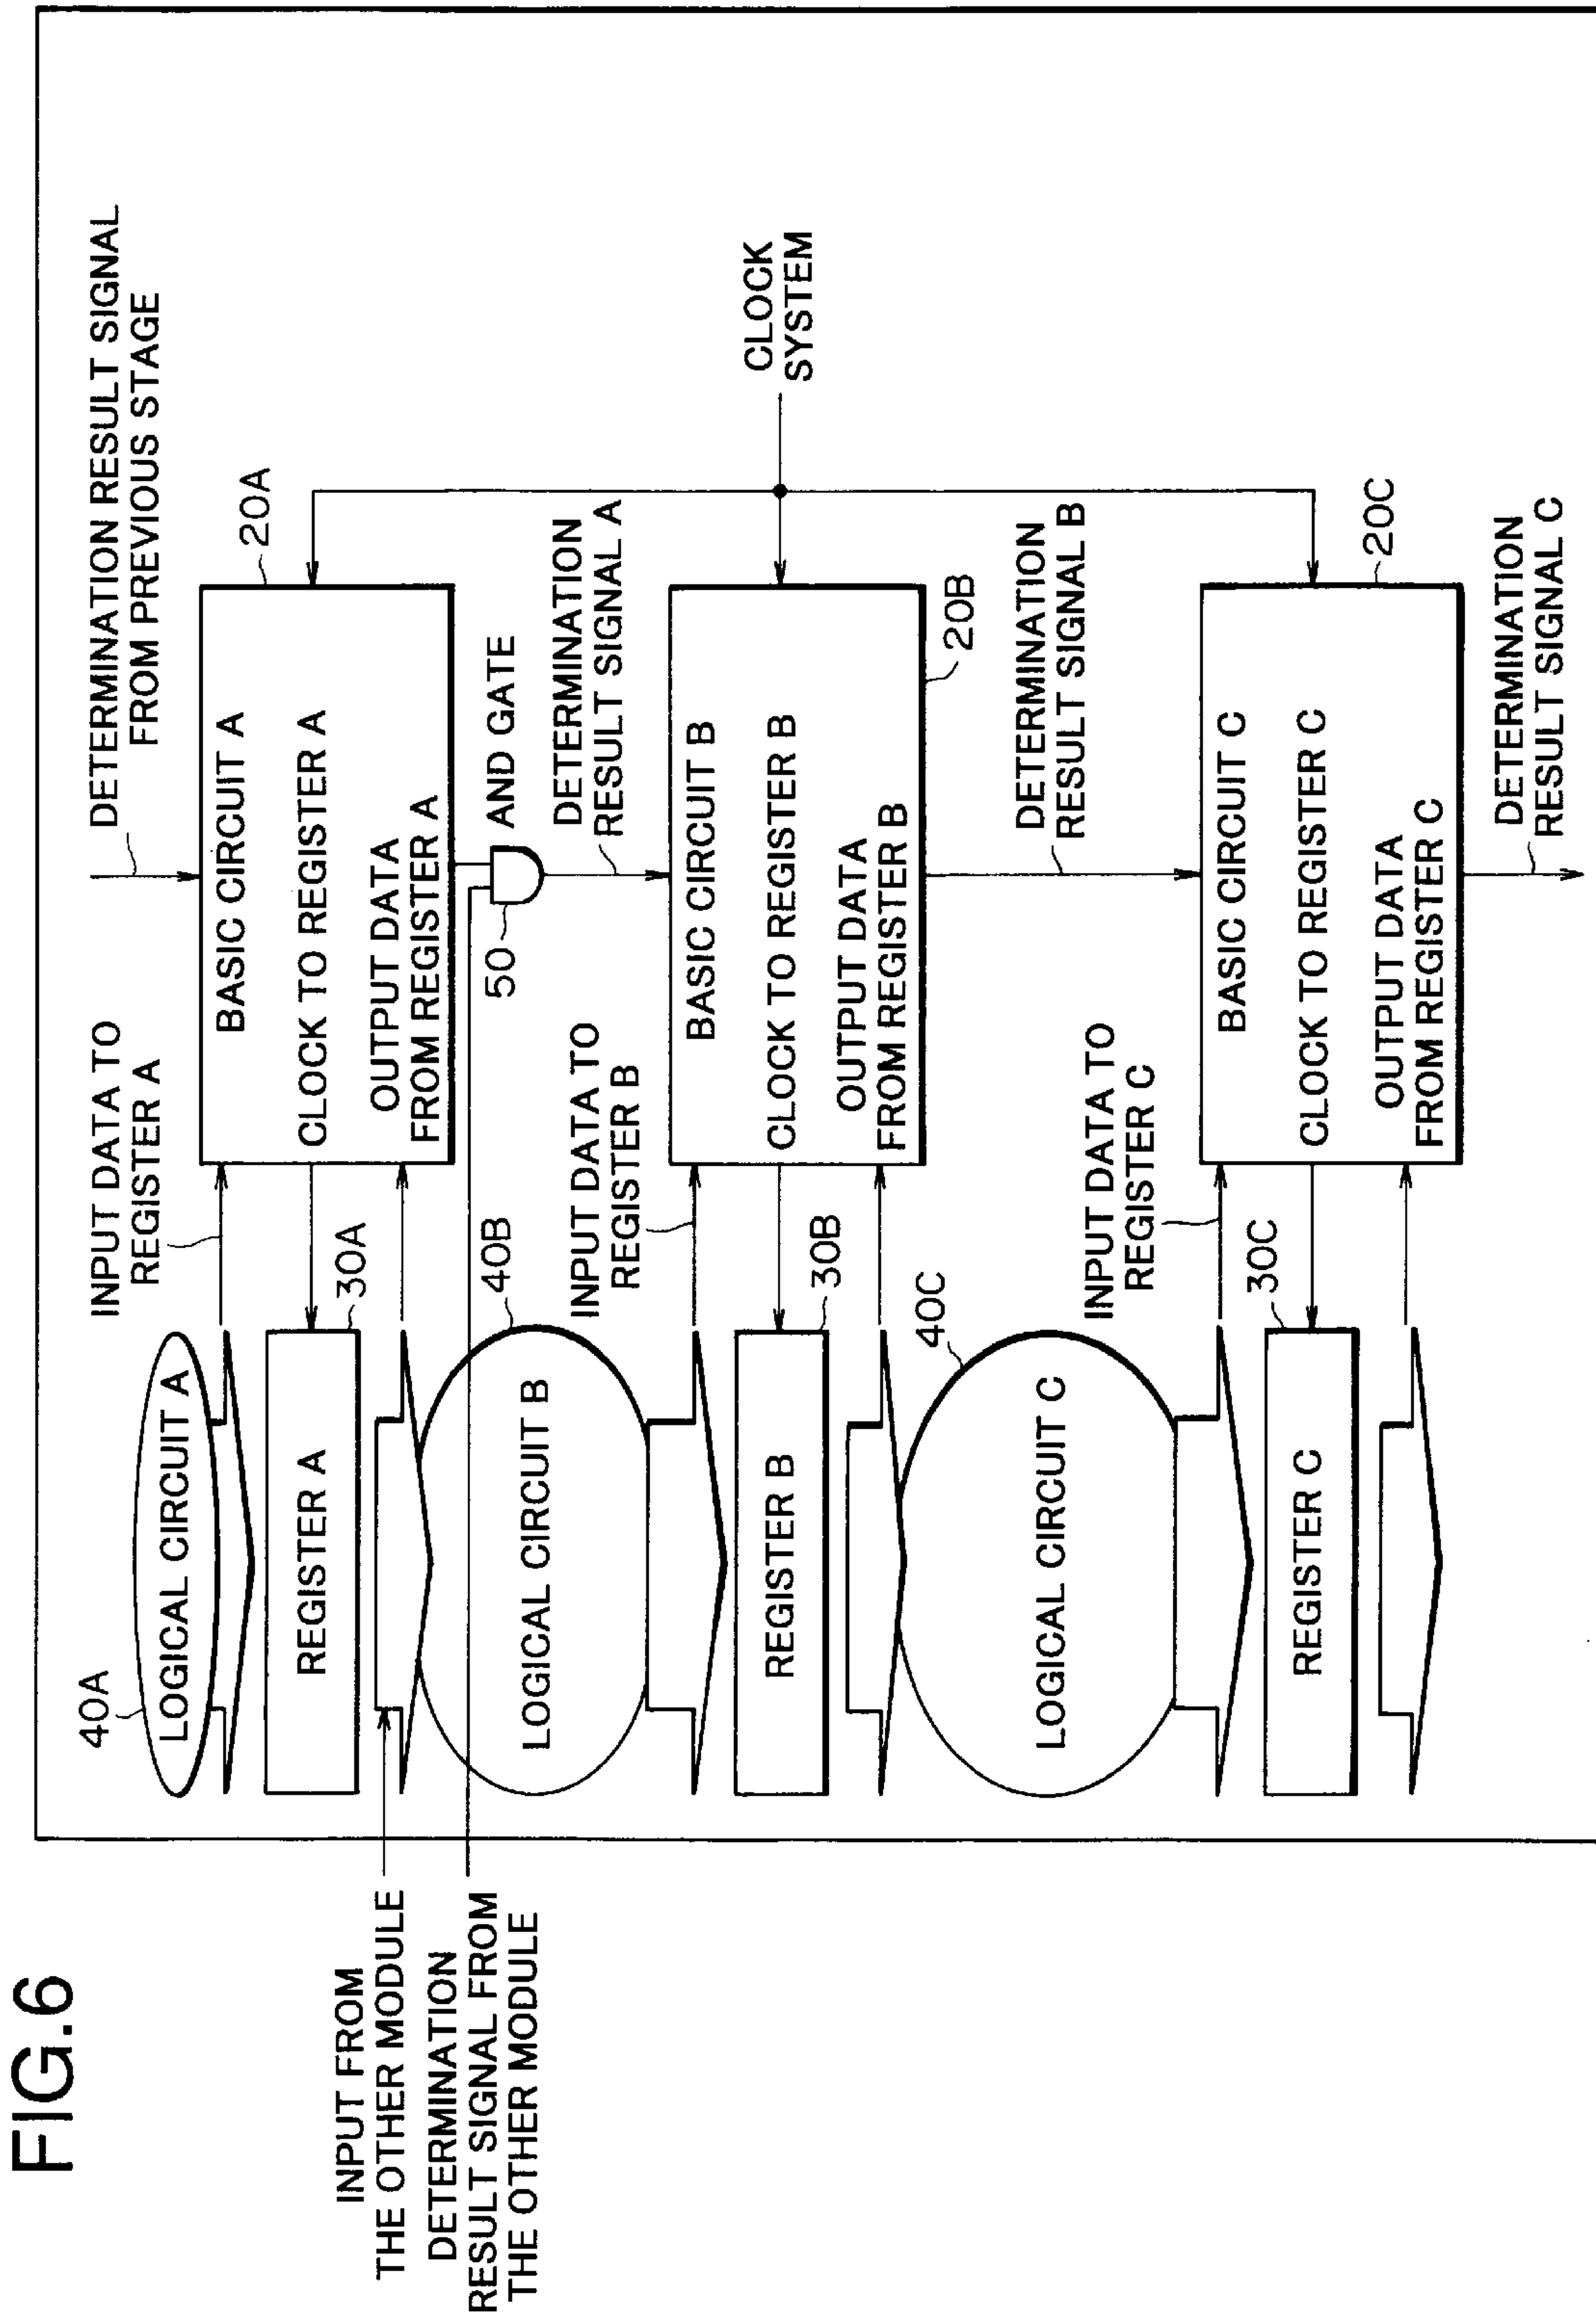 FIG.6
DETERMINATION RESULT SIGNAL
FROM PREVIOUS STAGE
INPUT DATA TO
REGISTER A
40A
LOGICAL CIRCUIT A
REGISTER A
30A
BASIC CIRCUIT A
CLOCK TO REGISTER A
OUTPUT DATA
FROM REGISTER A
20A
INPUT FROM
THE OTHER MODULE
DETERMINATION
RESULT SIGNAL FROM
THE OTHER MODULE
50
AND GATE
DETERMINATION
RESULT SIGNAL A
40B
LOGICAL CIRCUIT B
INPUT DATA TO
REGISTER B
REGISTER B
30B
BASIC CIRCUIT B
CLOCK TO REGISTER B
OUTPUT DATA
FROM REGISTER B
20B
CLOCK
SYSTEM
DETERMINATION
RESULT SIGNAL B
40C
LOGICAL CIRCUIT C
INPUT DATA TO
REGISTER C
REGISTER C
30C
BASIC CIRCUIT C
CLOCK TO REGISTER C
OUTPUT DATA
FROM REGISTER C
20C
DETERMINATION
RESULT SIGNAL C